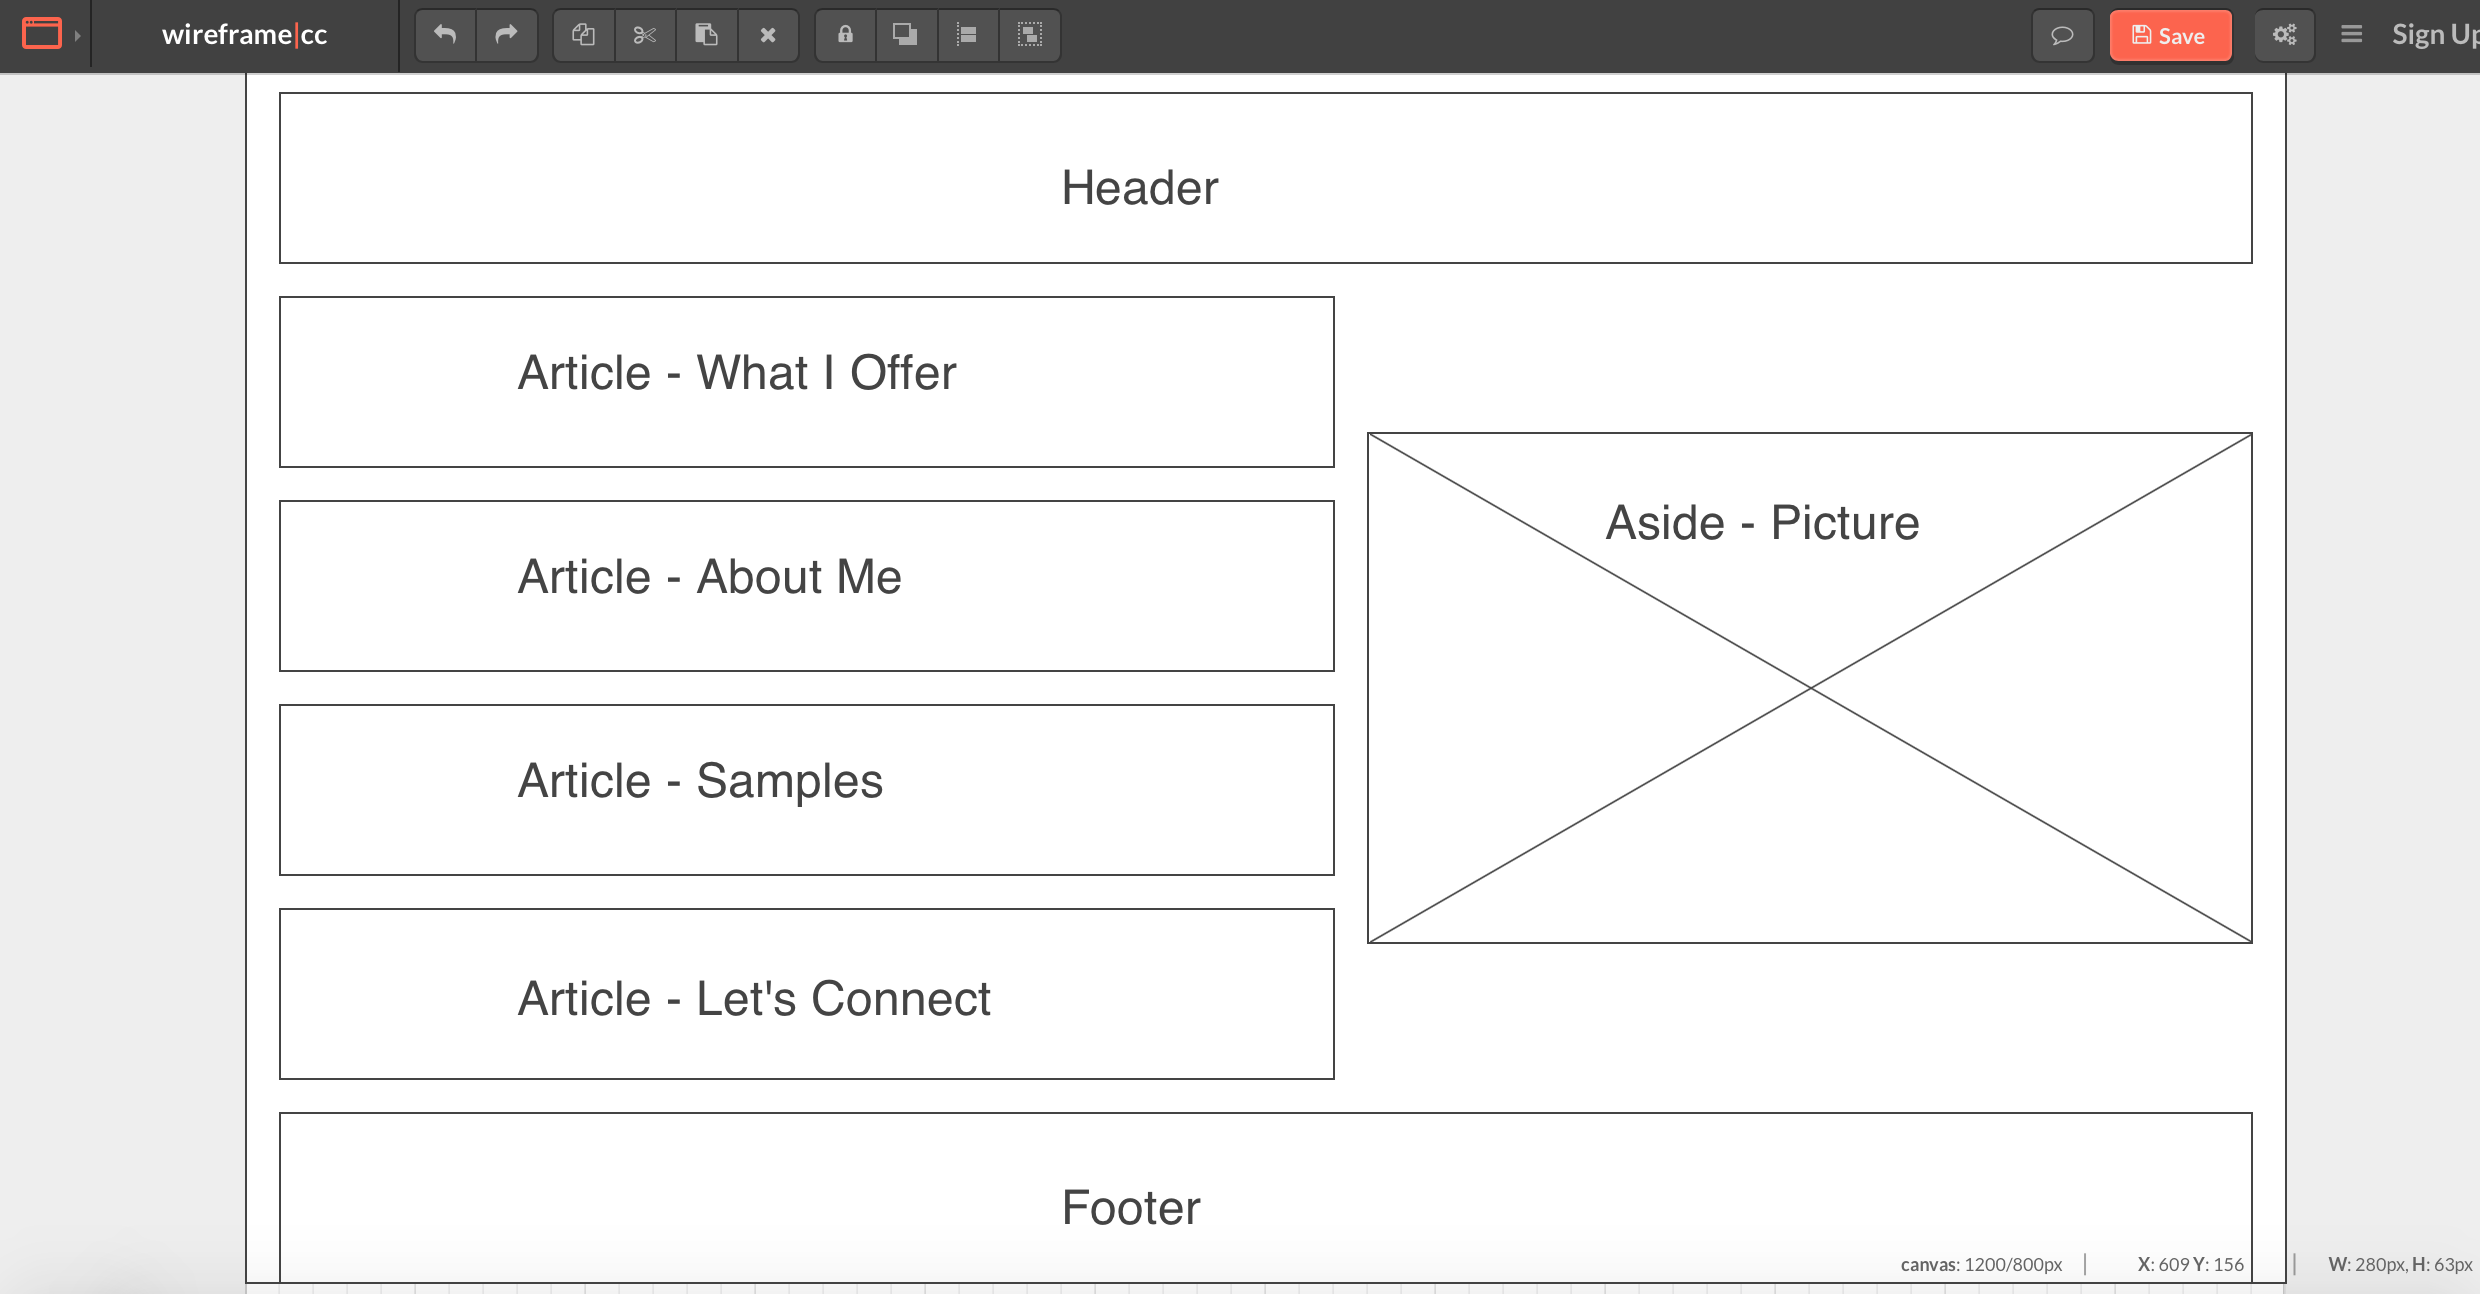 wireframe|cc
Save
Sign Up
Header
Article - What I Offer
Aside - Picture
Article - About Me
Article - Samples
Article - Let's Connect
Footer
canvas: 1200/800px | X: 609 Y: 156 | W: 280px, H: 63px